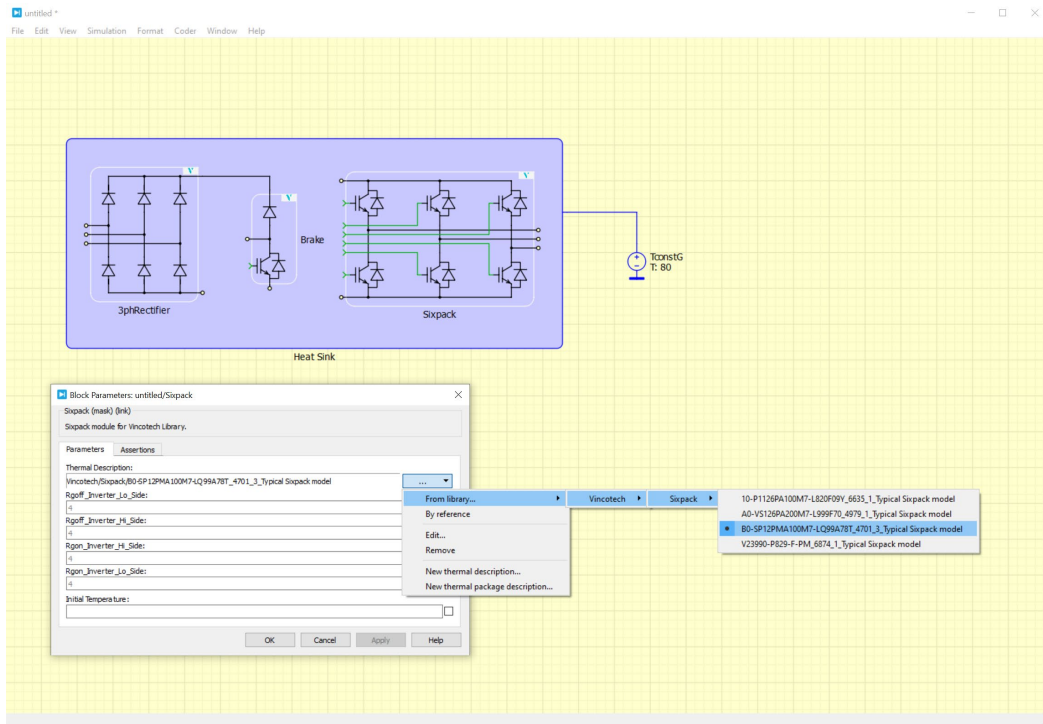 untitled *
File Edit View Simulation Format Coder Window Help
V
V
V
Brake
TconstG
T: 80
3phRectifier
Sixpack
Heat Sink
Block Parameters: untitled/Sixpack
Sixpack (mask) (link)
Sixpack module for Vincotech Library.
Parameters Assertions
Thermal Description:
Vincotech/Sixpack/B0-SP12PMA100M7-LQ99A78T_4701_3_Typical Sixpack model ...
Rgoff_Inverter_Lo_Side:
4
Rgoff_Inverter_Hi_Side:
4
Rgon_Inverter_Hi_Side:
4
Rgon_Inverter_Lo_Side:
4
Initial Temperature:
OK Cancel Apply Help
From library...
By reference
Edit...
Remove
New thermal description...
New thermal package description...
Vincotech
Sixpack
10-P1126PA100M7-L820F09Y_6635_1_Typical Sixpack model
A0-VS126PA200M7-L999F70_4979_1_Typical Sixpack model
B0-SP12PMA100M7-LQ99A78T_4701_3_Typical Sixpack model
V23990-P829-F-PM_6874_1_Typical Sixpack model